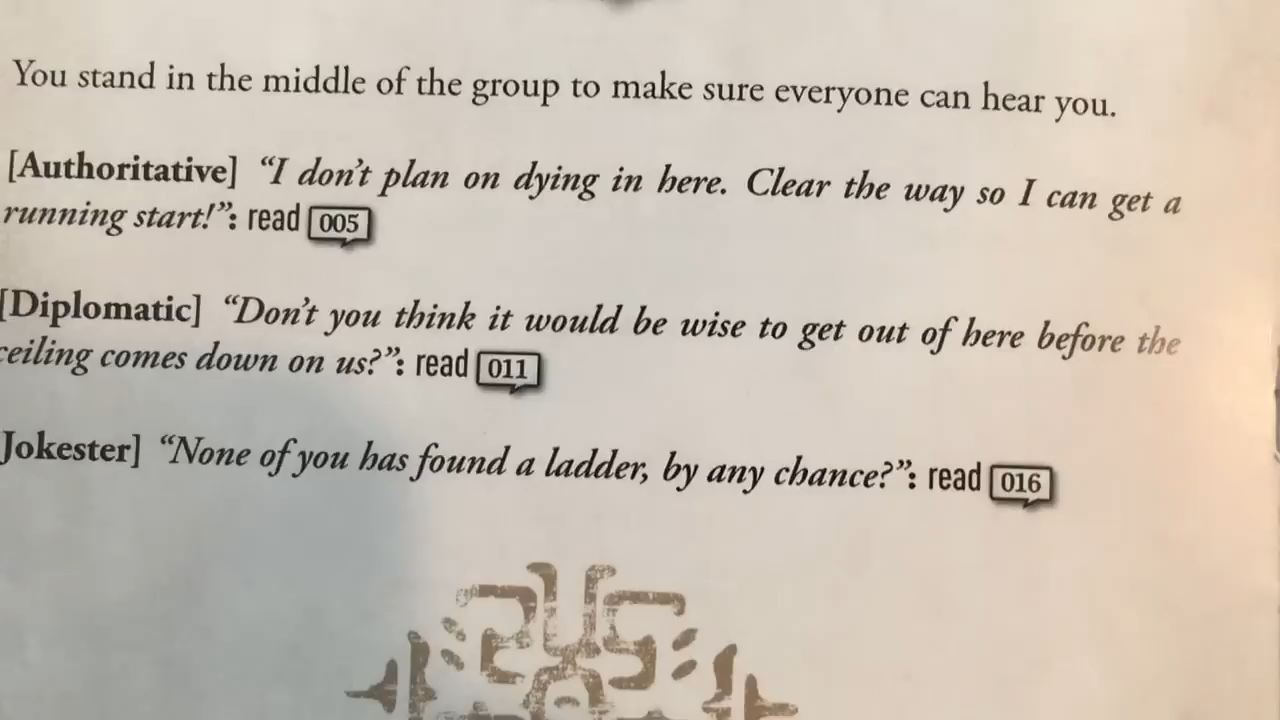 You stand in the middle of the group to make sure everyone can hear you.
[Authoritative] “I don’t plan on dying in here. Clear the way so I can get a
running start!”: read 005
[Diplomatic] “Don’t you think it would be wise to get out of here before the
ceiling comes down on us?”: read 011
Jokester] “None of you has found a ladder, by any chance?”: read 016